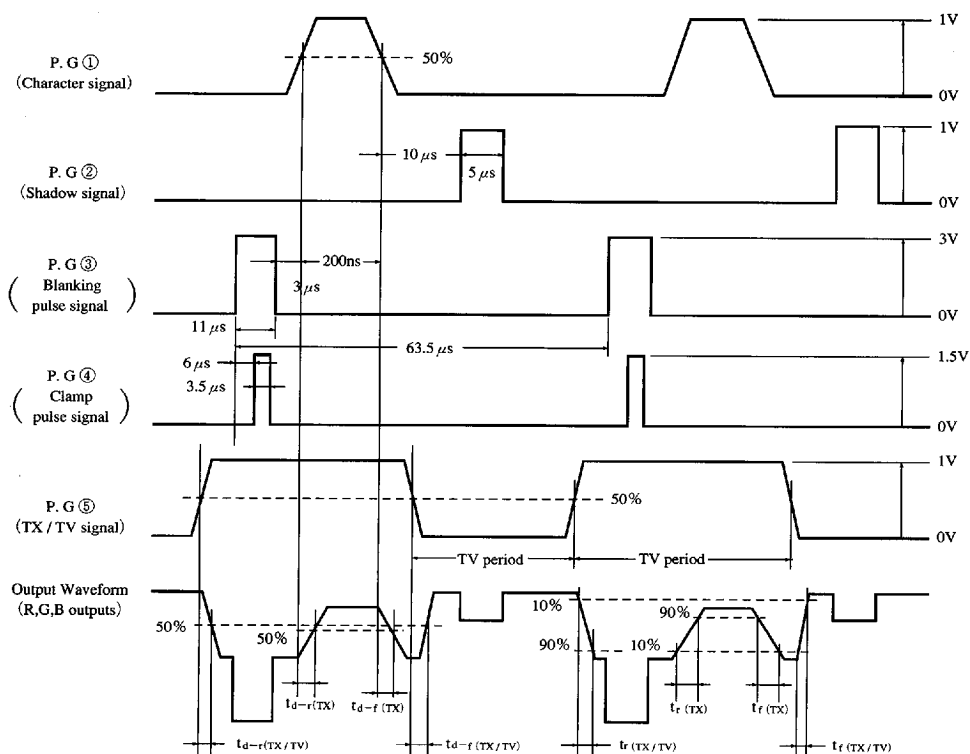 P. G ①
(Character signal)
50%
1V
0V
P. G ②
(Shadow signal)
10 μs
5 μs
1V
0V
P. G ③
( Blanking
pulse signal )
200ns
3 μs
11 μs
63.5 μs
3V
0V
P. G ④
( Clamp
pulse signal )
6 μs
3.5 μs
1.5V
0V
P. G ⑤
(TX / TV signal)
50%
1V
0V
TV period
TV period
Output Waveform
(R,G,B outputs)
50%
50%
10%
90%
90%
10%
td−r(TX)
td−f (TX)
tr (TX)
tf (TX)
td−r(TX / TV)
td−f (TX / TV)
tr (TX / TV)
tf (TX / TV)